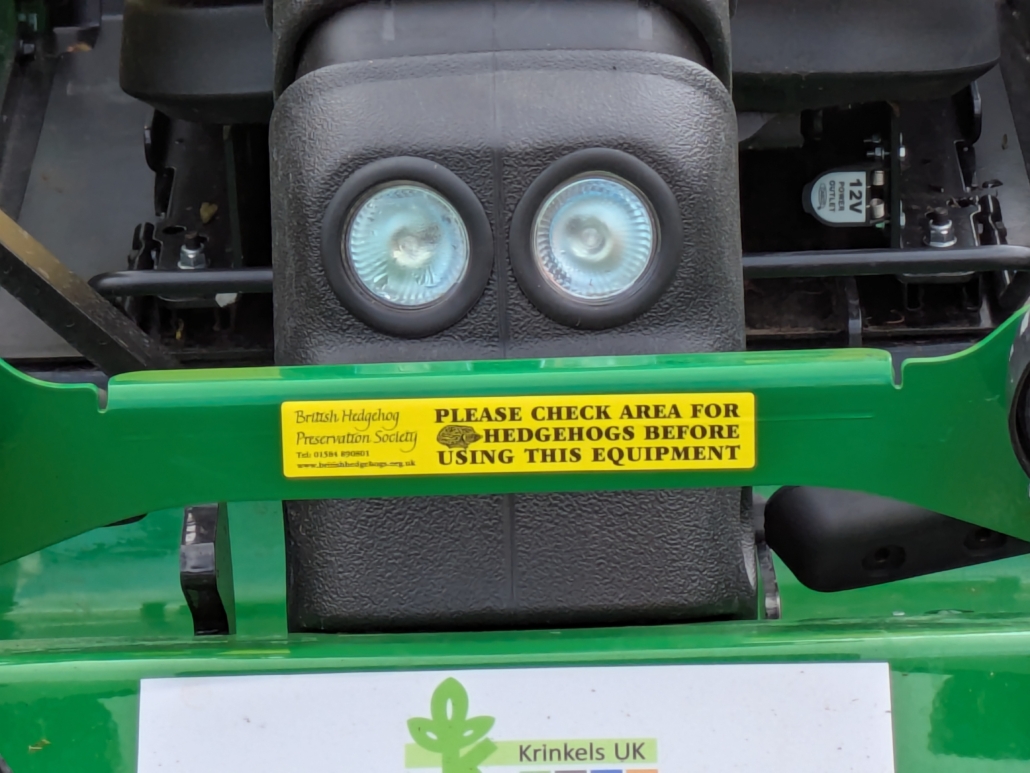 12V
POWER
OUTLET
British Hedgehog
Preservation Society
Tel: 01584 890801
www.britishhedgehogs.org.uk
PLEASE CHECK AREA FOR
HEDGEHOGS BEFORE
USING THIS EQUIPMENT
Krinkels UK